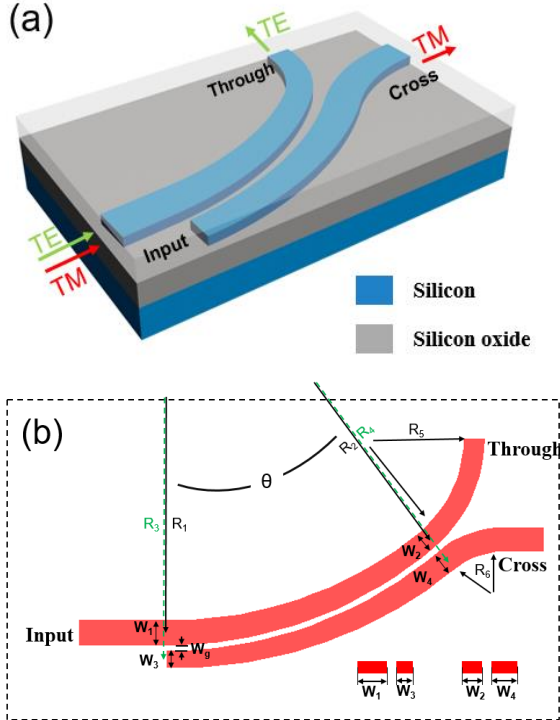 (a)
TE
Through
TM
Cross
TE
Input
TM
Silicon
Silicon oxide
(b)
R4
R2
R5
Through
θ
R3
R1
W2
W4
R6
Cross
Input
W1
Wg
W3
W1 W3 W2 W4